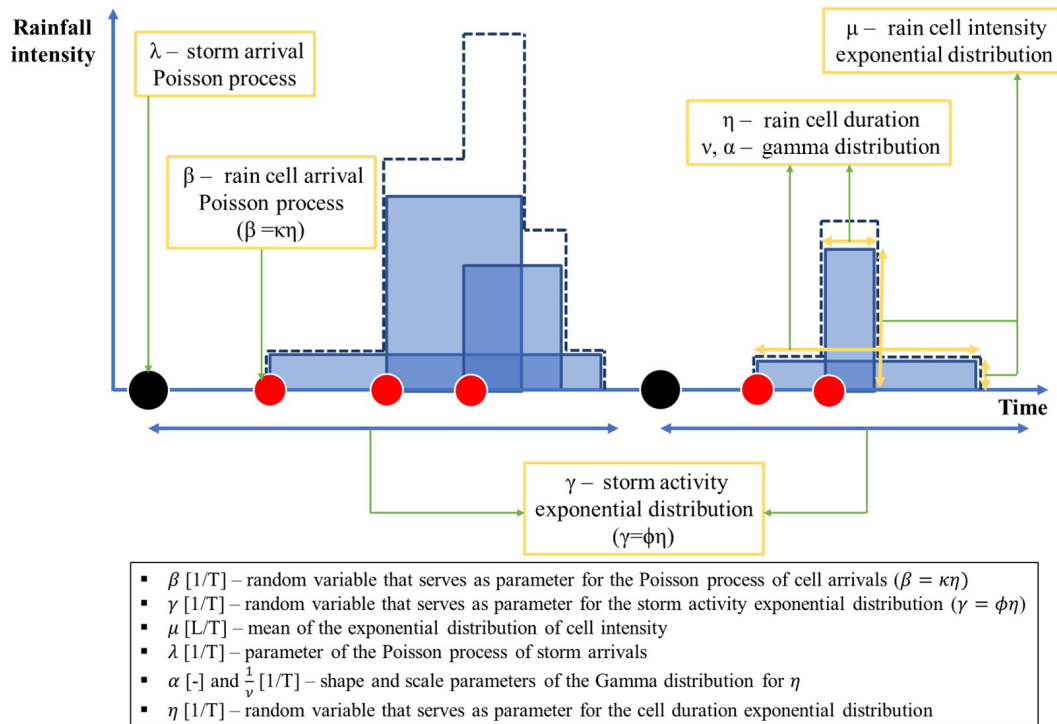 Rainfall
intensity
λ – storm arrival
Poisson process
μ – rain cell intensity
exponential distribution
η – rain cell duration
ν, α – gamma distribution
β – rain cell arrival
Poisson process
(β =κη)
Time
γ – storm activity
exponential distribution
(γ=ϕη)
▪ β [1/T] – random variable that serves as parameter for the Poisson process of cell arrivals (β = κη)
▪ γ [1/T] – random variable that serves as parameter for the storm activity exponential distribution (γ = ϕη)
▪ μ [L/T] – mean of the exponential distribution of cell intensity
▪ λ [1/T] – parameter of the Poisson process of storm arrivals
▪ α [-] and 1/ν [1/T] – shape and scale parameters of the Gamma distribution for η
▪ η [1/T] – random variable that serves as parameter for the cell duration exponential distribution